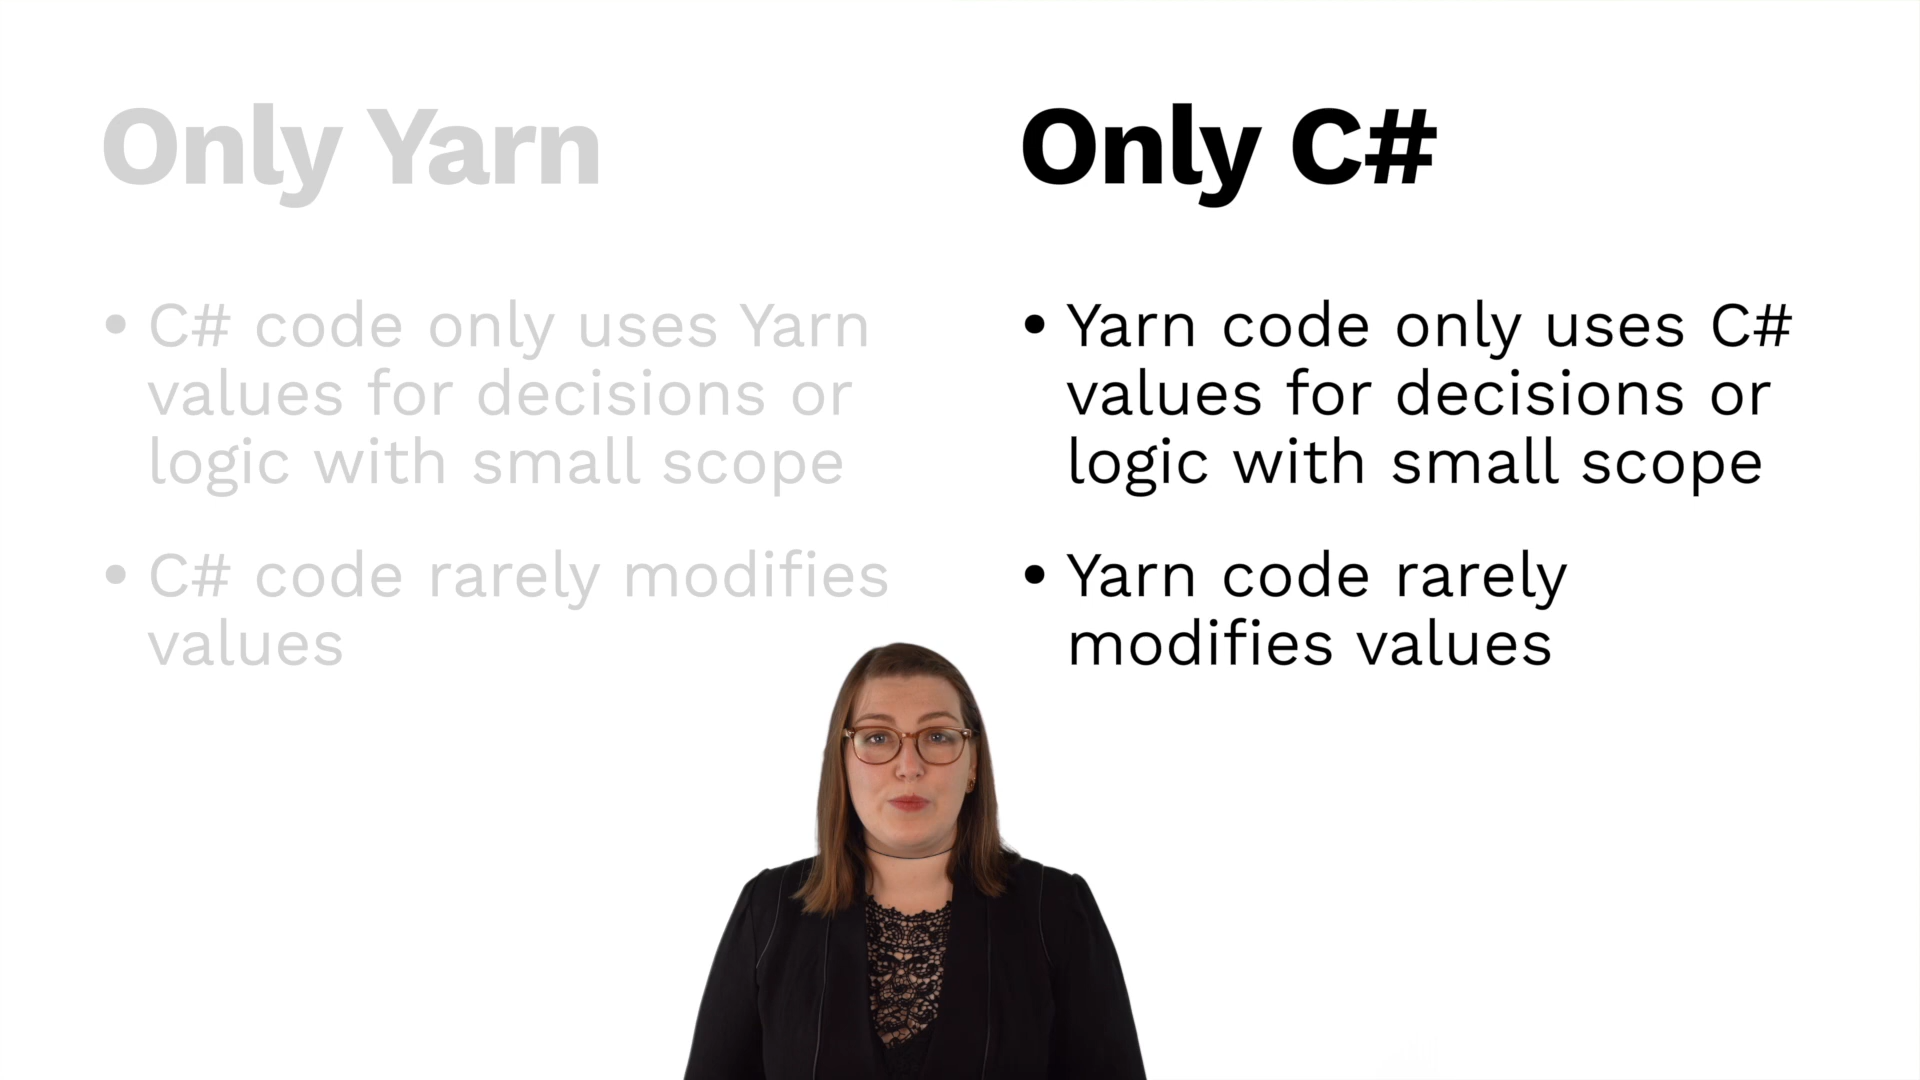 Only Yarn
• C# code only uses Yarn
values for decisions or
logic with small scope
• C# code rarely modifies
values
Only C#
• Yarn code only uses C#
values for decisions or
logic with small scope
• Yarn code rarely
modifies values